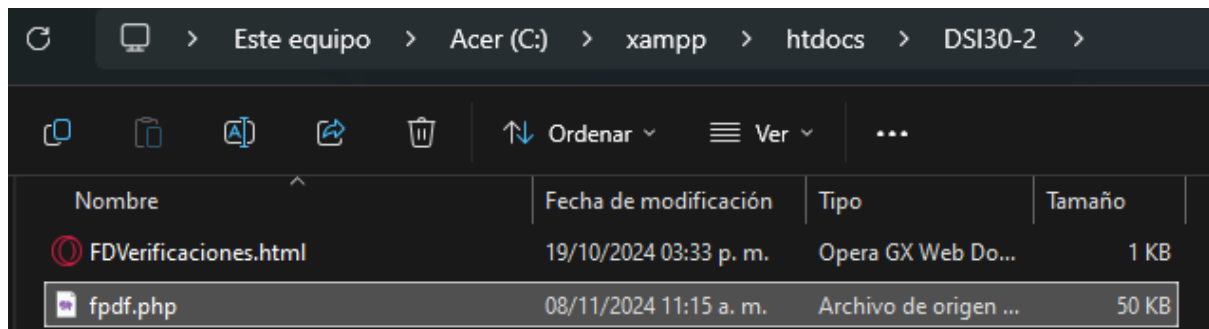 Este equipo > Acer (C:) > xampp > htdocs > DSI30-2 >
Ordenar Ver ...
Nombre Fecha de modificación Tipo Tamaño
FDVerificaciones.html 19/10/2024 03:33 p. m. Opera GX Web Do... 1 KB
fpdf.php 08/11/2024 11:15 a. m. Archivo de origen ... 50 KB